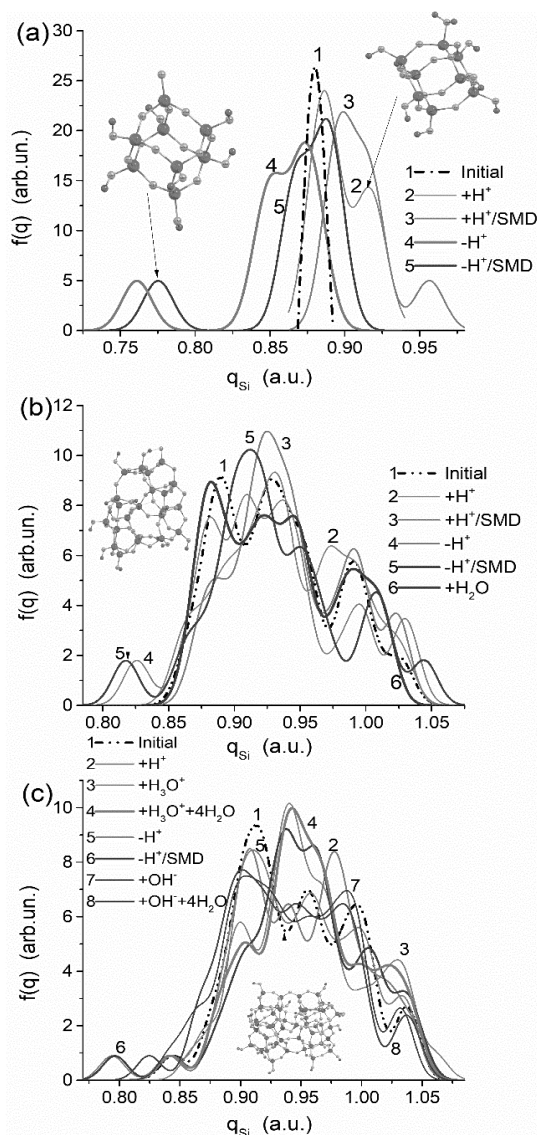 (a)
f(q) (arb.un.)
30
25
20
15
10
5
0
1
3
2
4
5
1 Initial
2 +H⁺
3 +H⁺/SMD
4 -H⁺
5 -H⁺/SMD
0.75 0.80 0.85 0.90 0.95
qSi (a.u.)
(b)
f(q) (arb.un.)
12
10
8
6
4
2
0
1
5
3
2
5
4
6
1 Initial
2 +H⁺
3 +H⁺/SMD
4 -H⁺
5 -H⁺/SMD
6 +H₂O
0.80 0.85 0.90 0.95 1.00 1.05
qSi (a.u.)
1 Initial
2 +H⁺
3 +H₃O⁺
4 +H₃O⁺+4H₂O
5 -H⁺
6 -H⁺/SMD
7 +OH⁻
8 +OH⁻+4H₂O
(c)
f(q) (arb.un.)
10
8
6
4
2
0
1
5
4
2
7
3
6
8
0.80 0.85 0.90 0.95 1.00 1.05
qSi (a.u.)